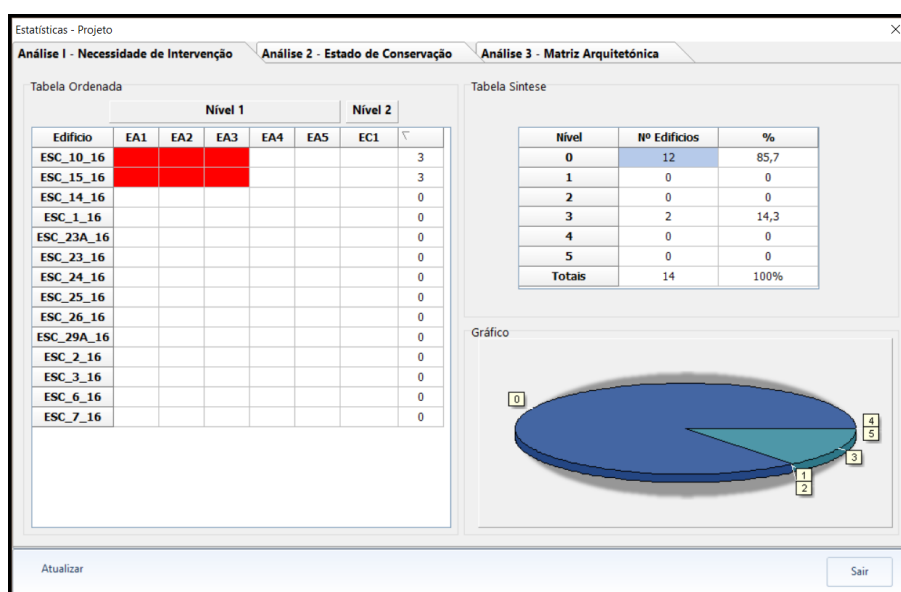 Estatísticas - Projeto
Análise I - Necessidade de Intervenção Análise 2 - Estado de Conservação Análise 3 - Matriz Arquitetónica
Tabela Ordenada
Nível 1 Nível 2
Edifício EA1 EA2 EA3 EA4 EA5 EC1
ESC_10_16 3
ESC_15_16 3
ESC_14_16 0
ESC_1_16 0
ESC_23A_16 0
ESC_23_16 0
ESC_24_16 0
ESC_25_16 0
ESC_26_16 0
ESC_29A_16 0
ESC_2_16 0
ESC_3_16 0
ESC_6_16 0
ESC_7_16 0
Tabela Sintese
Nível Nº Edifícios %
0 12 85,7
1 0 0
2 0 0
3 2 14,3
4 0 0
5 0 0
Totais 14 100%
Gráfico
0
4
5
3
1
2
Atualizar Sair